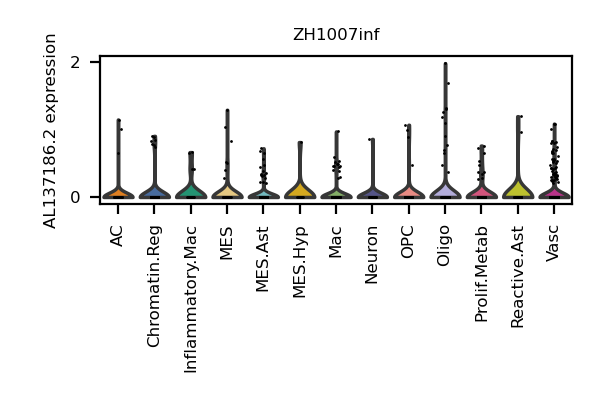 ZH1007inf
AL137186.2 expression
2
0
AC
Chromatin.Reg
Inflammatory.Mac
MES
MES.Ast
MES.Hyp
Mac
Neuron
OPC
Oligo
Prolif.Metab
Reactive.Ast
Vasc